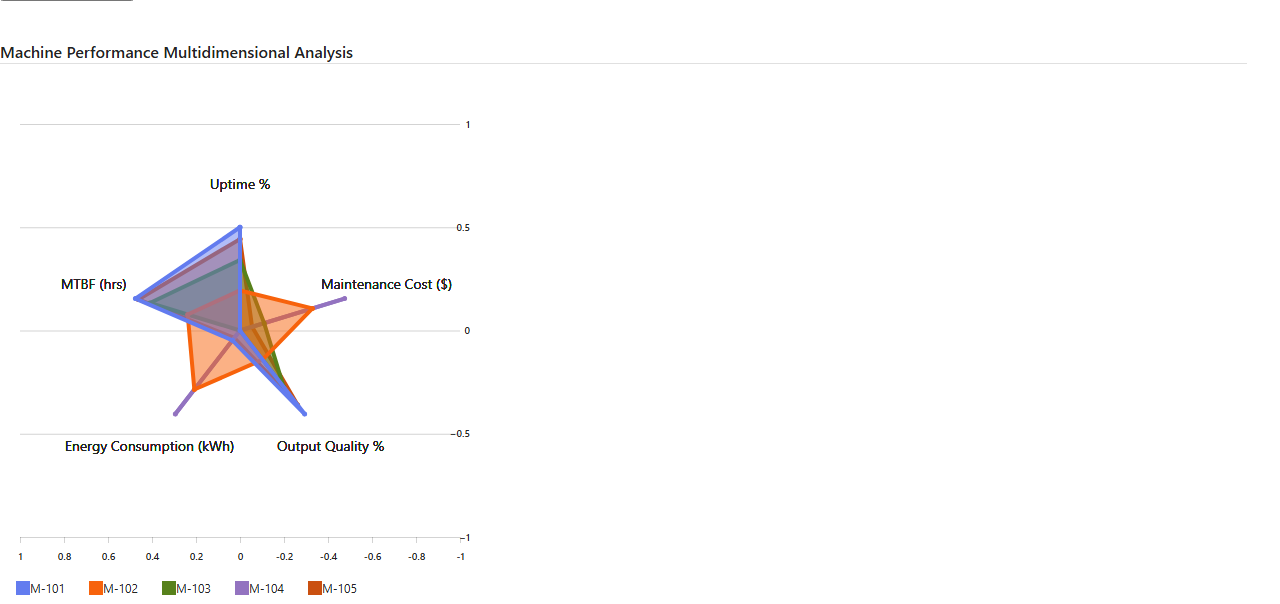 Machine Performance Multidimensional Analysis
1
Uptime %
0.5
MTBF (hrs)
Maintenance Cost ($)
0
-0.5
Energy Consumption (kWh)
Output Quality %
-1
1 0.8 0.6 0.4 0.2 0 -0.2 -0.4 -0.6 -0.8 -1
M-101 M-102 M-103 M-104 M-105